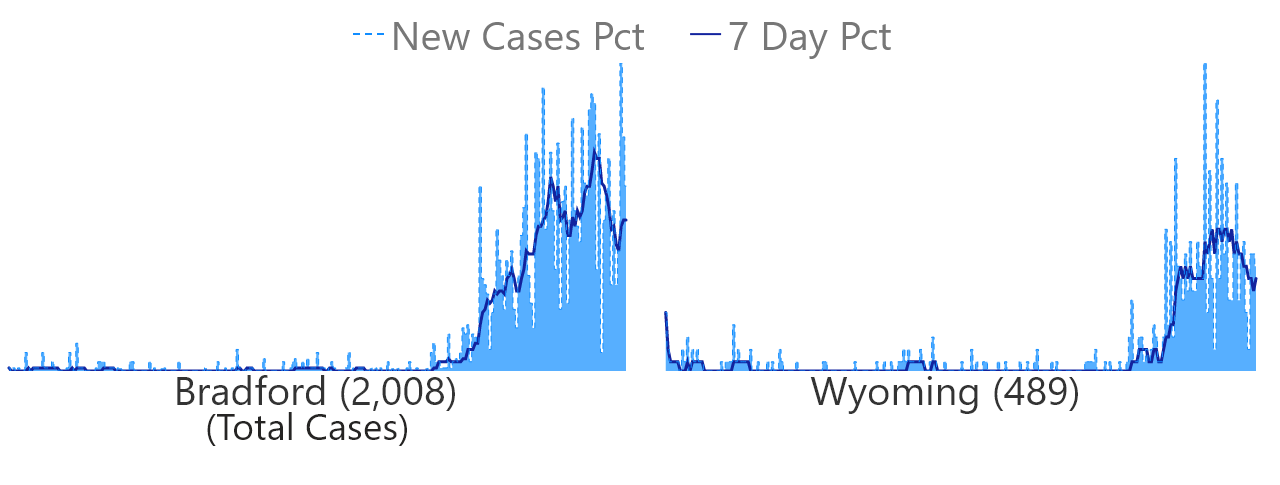 New Cases Pct 7 Day Pct
Bradford (2,008)
(Total Cases)
Wyoming (489)